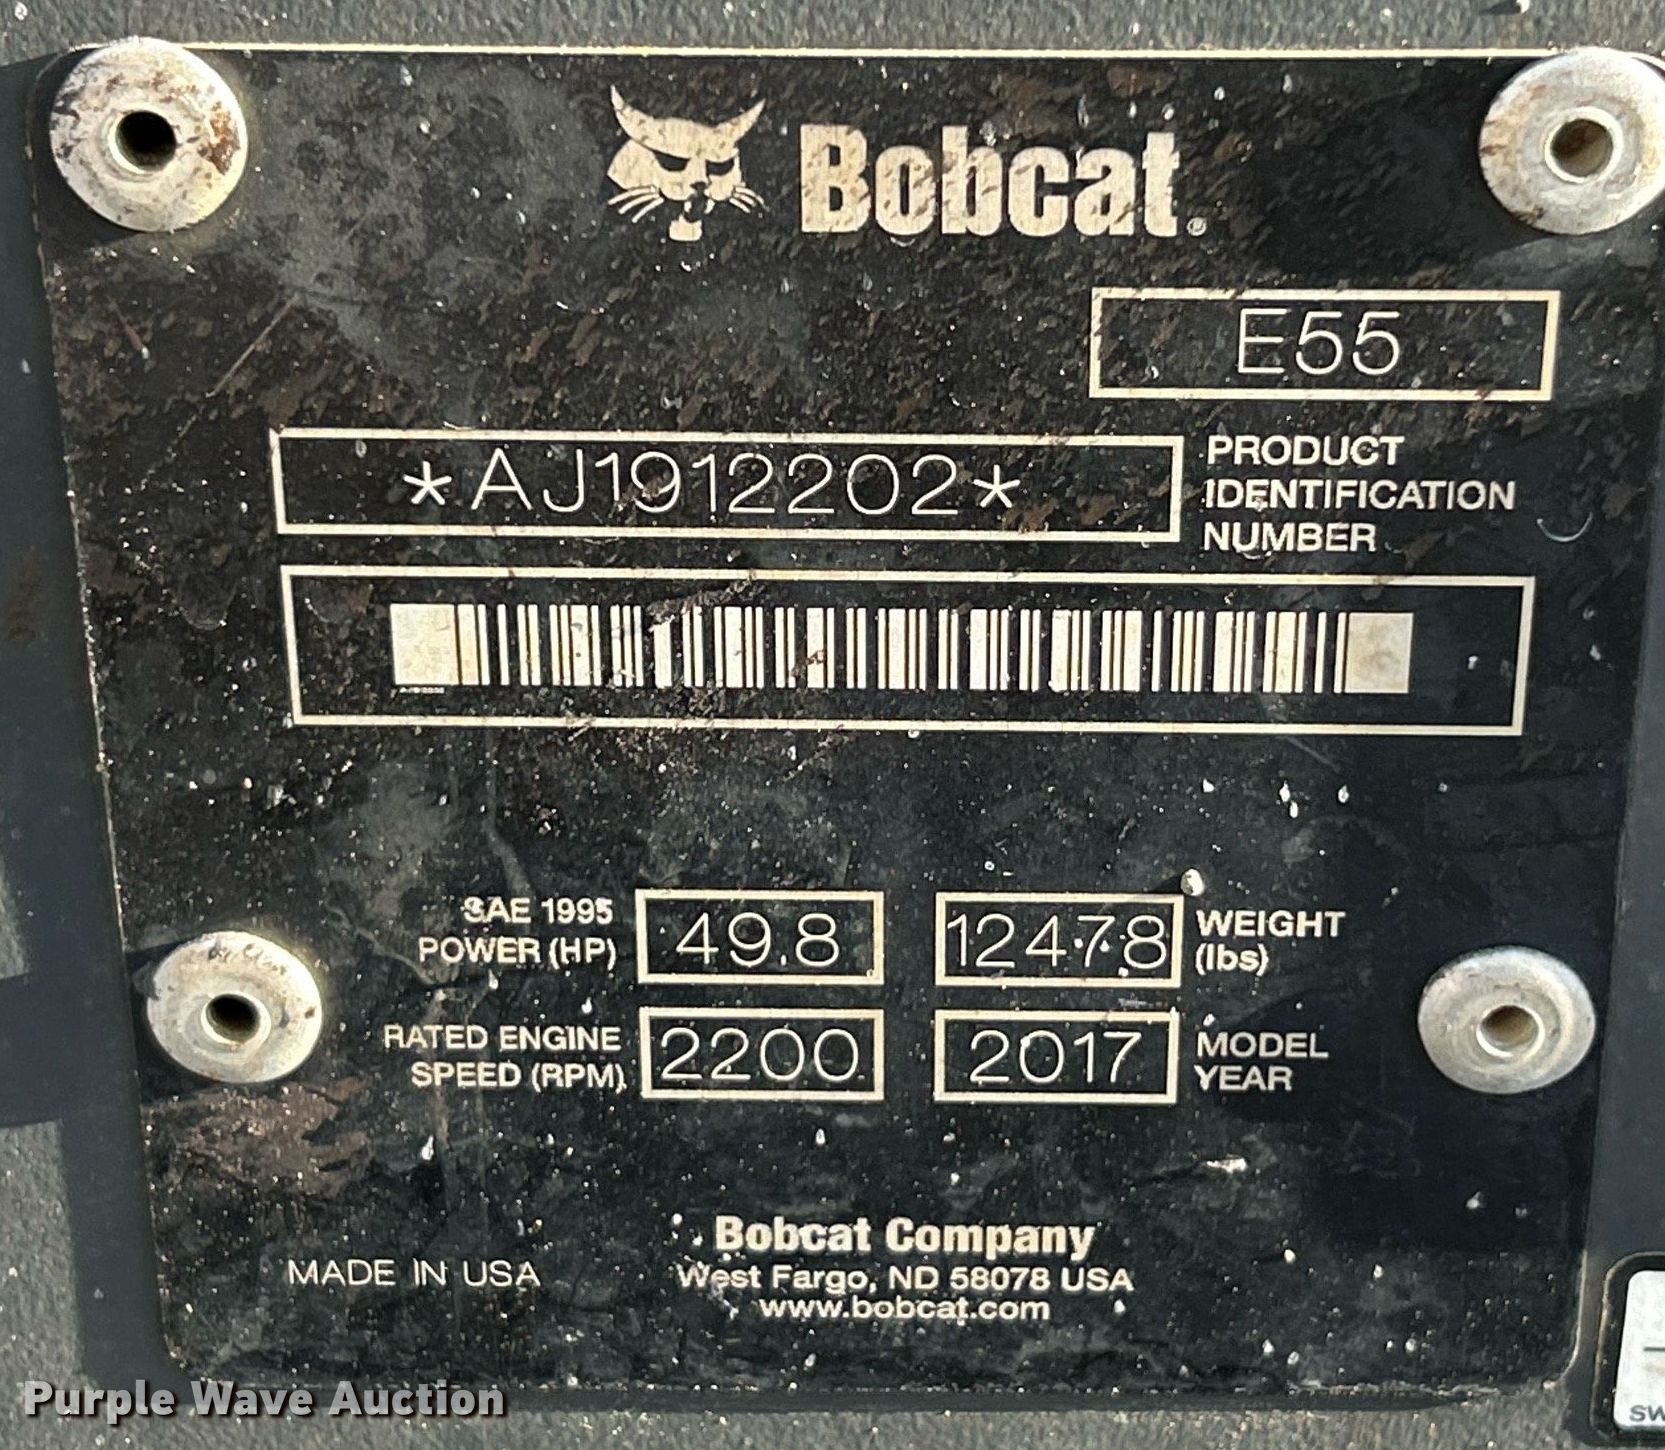 Bobcat®
E55
*AJ1912202*
PRODUCT
IDENTIFICATION
NUMBER
SAE 1995
POWER (HP)
49.8
12478
WEIGHT
(lbs)
RATED ENGINE
SPEED (RPM)
2200
2017
MODEL
YEAR
Bobcat Company
MADE IN USA
West Fargo, ND 58078 USA
www.bobcat.com
Purple Wave Auction
SW